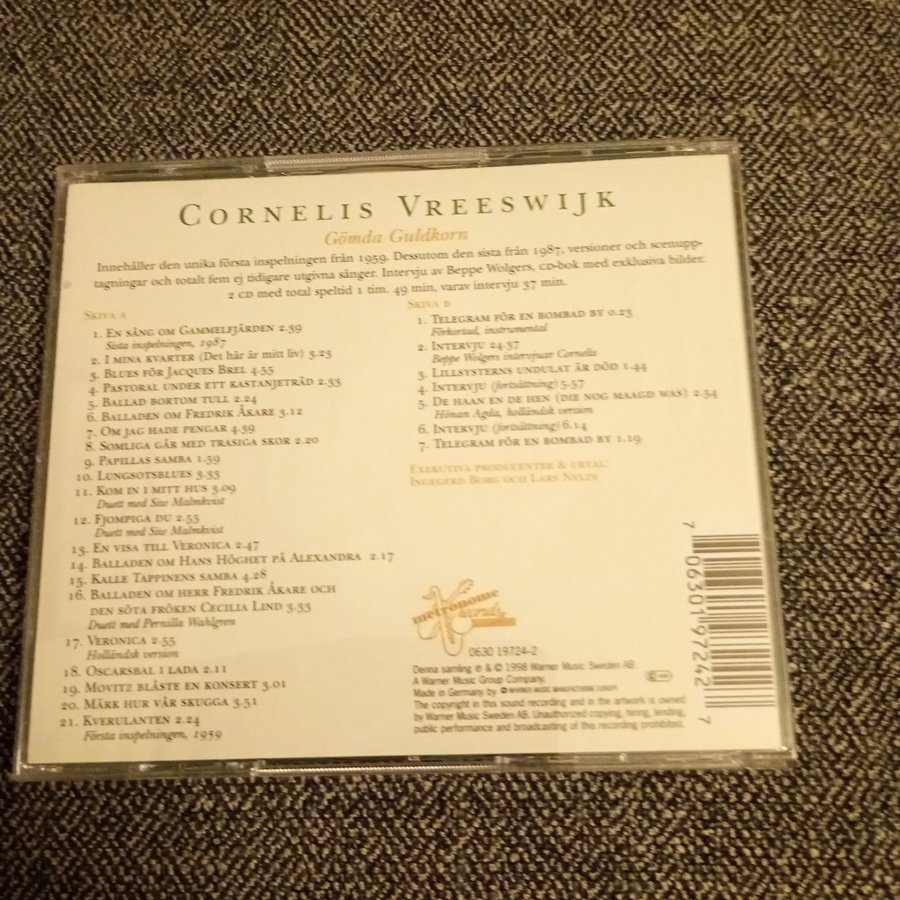 CORNELIS VREESWIJK
Gömda Guldkorn
Innehåller den unika första inspelningen från 1959. Dessutom den sista från 1987, versioner och scenupp-
tagningar och totalt fem ej tidigare utgivna sånger. Intervju av Beppe Wolgers, cd-bok med exklusiva bilder.
2 CD med total speltid 1 tim. 49 min, varav intervju 37 min.
SKIVA A
1. EN SÅNG OM GAMMELFJÄRDEN 2.39
Sista inspelningen, 1987
2. I MINA KVARTER (DET HÄR ÄR MITT LIV) 3.23
3. BLUES FÖR JACQUES BREL 4.55
4. PASTORAL UNDER ETT KASTANJETRÄD 2.33
5. BALLAD BORTOM TULL 2.24
6. BALLADEN OM FREDRIK ÅKARE 3.12
7. OM JAG HADE PENGAR 4.39
8. SOMLIGA GÅR MED TRASIGA SKOR 2.20
9. PAPILLAS SAMBA 1.59
10. LUNGSOTSBLUES 3.33
11. KOM IN I MITT HUS 3.09
Duett med Siw Malmkvist
12. FJOMPIGA DU 2.55
Duett med Siw Malmkvist
13. EN VISA TILL VERONICA 2.47
14. BALLADEN OM HANS HÖGHET PÅ ALEXANDRA 2.17
15. KALLE TAPPINENS SAMBA 4.28
16. BALLADEN OM HERR FREDRIK ÅKARE OCH
DEN SÖTA FRÖKEN CECILIA LIND 3.33
Duett med Pernilla Wahlgren
17. VERONICA 2.55
Holländsk version
18. OSCARSBAL I LADA 2.11
19. MOVITZ BLÅSTE EN KONSERT 3.01
20. MÄRK HUR VÅR SKUGGA 3.51
21. KVERULANTEN 2.24
Första inspelningen, 1959
SKIVA B
1. TELEGRAM FÖR EN BOMBAD BY 0.23
Förkortad, instrumental
2. INTERVJU 24.37
Beppe Wolgers intervjuar Cornelis
3. LILLSYSTERNS UNDULAT ÄR DÖD 1.44
4. INTERVJU (fortsättning) 5.57
5. DE HAAN EN DE HEN (DIE NOG MAAGD WAS) 2.54
Hönan Agda, holländsk version
6. INTERVJU (fortsättning) 6.14
7. TELEGRAM FÖR EN BOMBAD BY 1.19
EXEKUTIVA PRODUCENTER & URVAL:
INGEGERD BORG OCH LARS NYLIN
metronome
0630 19724-2
Denna samling ℗ & © 1998 Warner Music Sweden AB
A Warner Music Group Company.
Made in Germany by WARNER MUSIC MANUFACTURING EUROPE
The copyright in this sound recording and in the artwork is owned
by Warner Music Sweden AB. Unauthorized copying, hiring, lending,
public performance and broadcasting of this recording prohibited.
7 06301 97242 7